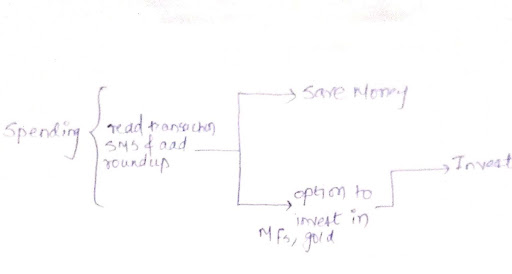 Spending
read transaction
SMS & add
roundup
Save Money
option to
invest in
MFs, gold
Invest